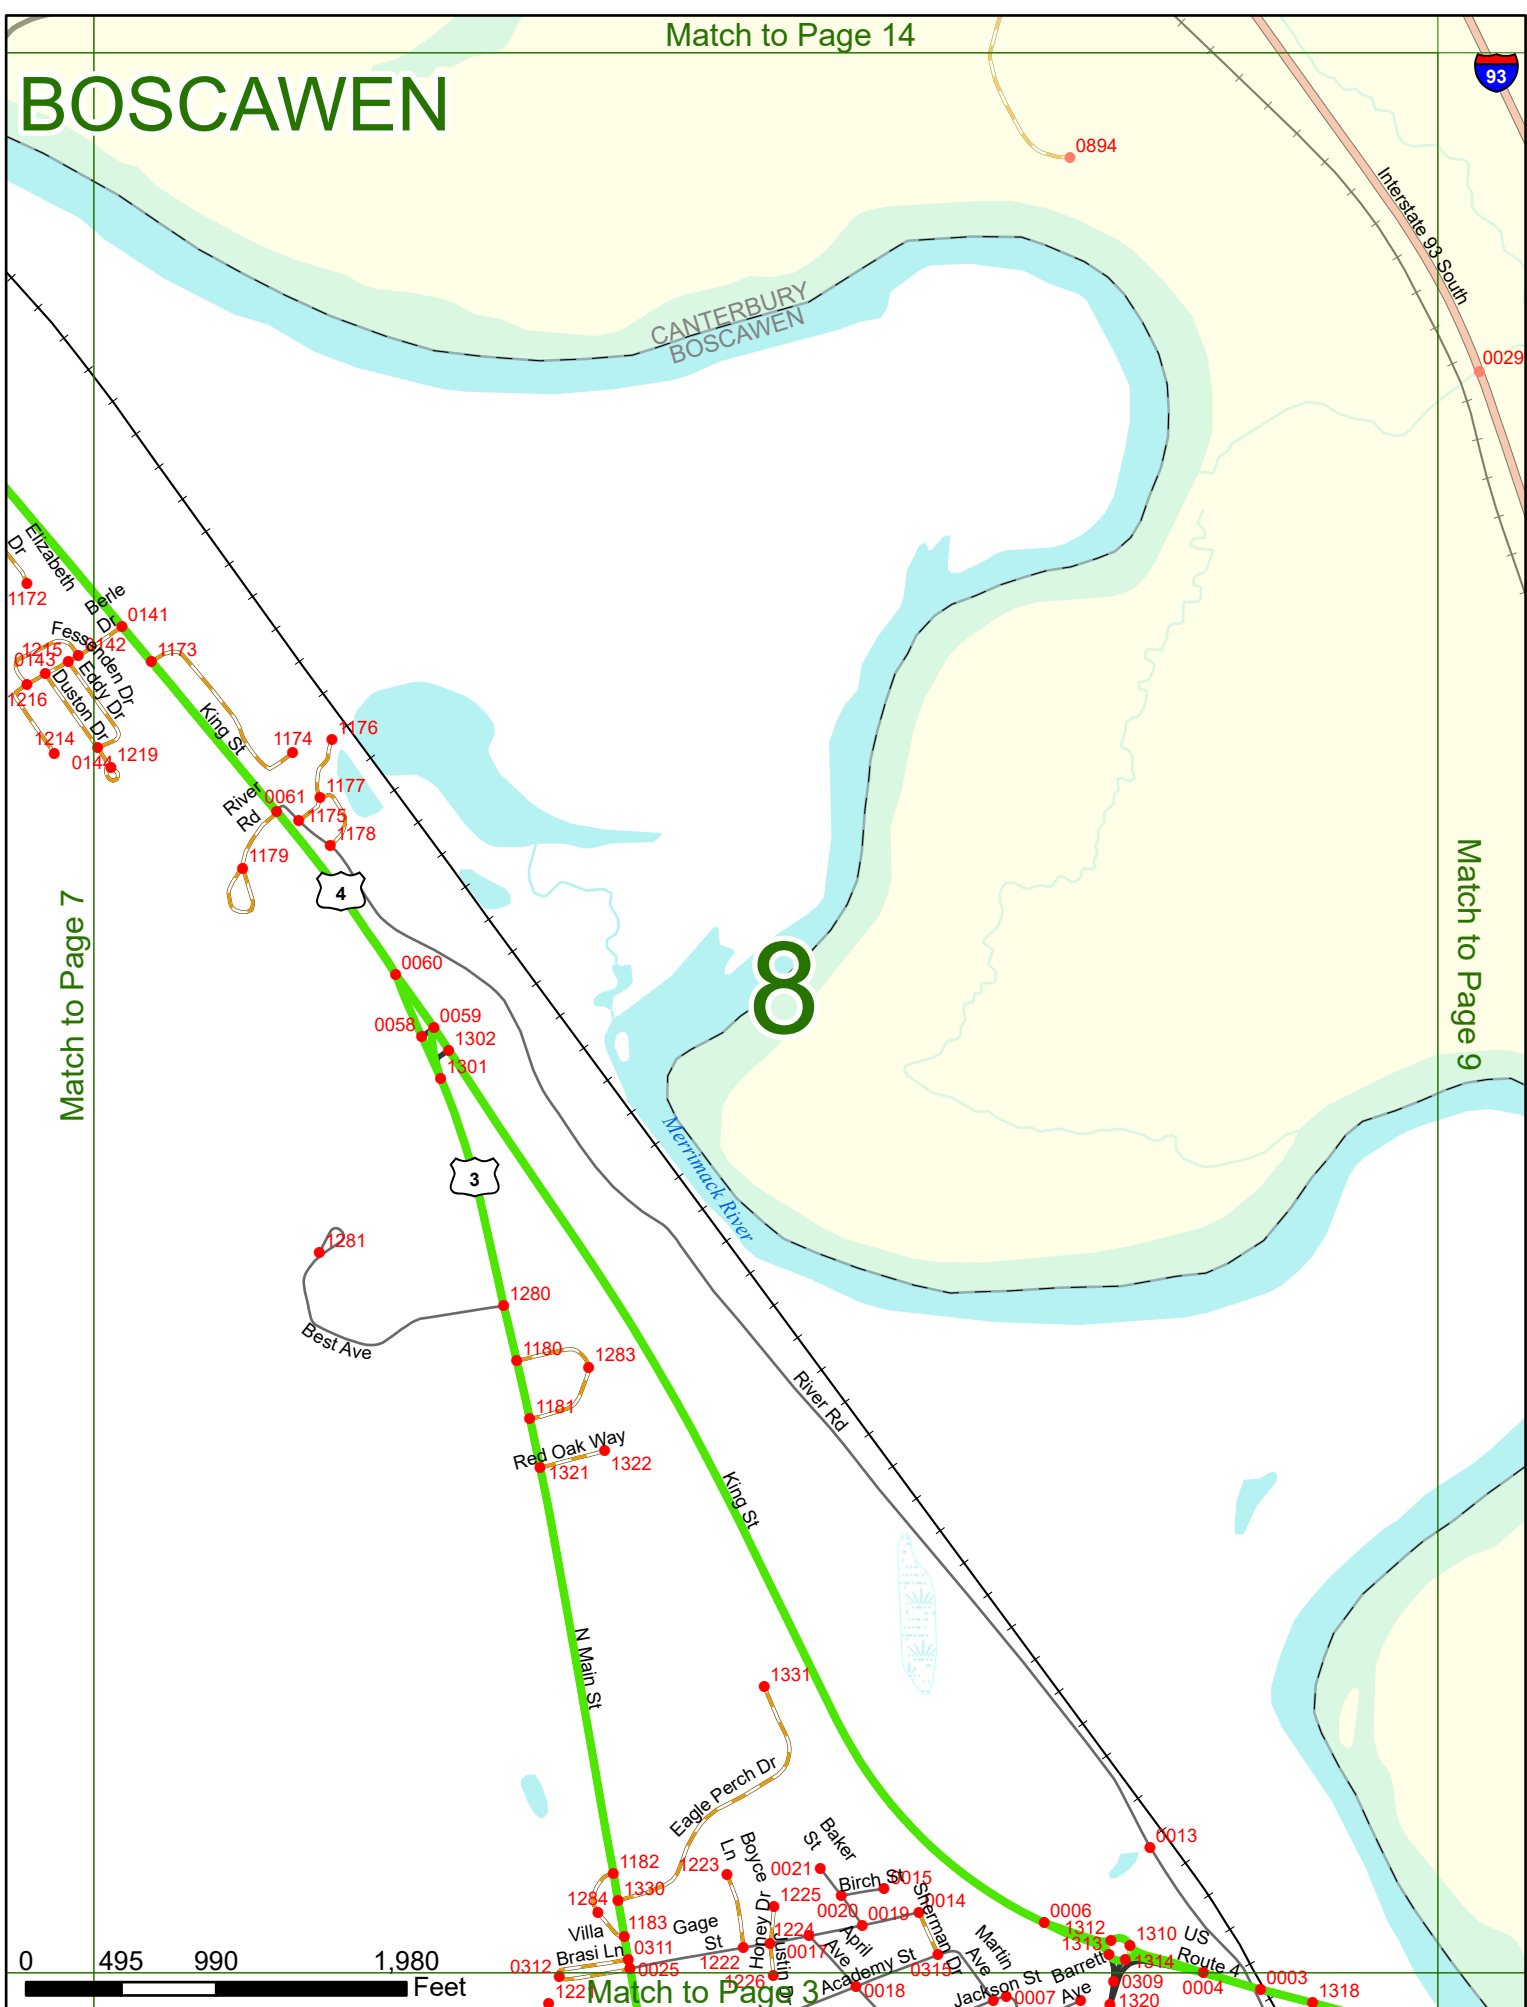 Match to Page 14
BOSCAWEN
93
0894
Interstate 93 South
CANTERBURY
BOSCAWEN
0029
Elizabeth
Dr
1172
Berle
Dr
0141
Fessenden Dr
0142
1215
0143
1173
Eddy Dr
Duston Dr
1216
King St
1214
0144
1219
1174
1176
1177
River
Rd
0061
1175
1178
1179
4
Match to Page 7
Match to Page 9
8
0060
0059
0058
1302
1301
Merrimack River
3
1281
1280
Best Ave
1180
1283
1181
River Rd
Red Oak Way
1321
1322
King St
N Main St
1331
Eagle Perch Dr
0013
Baker
St
Boyce
Ln
1182
1223
0021
Birch St
0015
1330
1284
1225
0020
0019
0014
Sherman Dr
0006
1312
1310
US
Route 4
Villa
1183
Gage
St
Honey Dr
1224
0017
April
Ave
Martin
Ave
1313
1314
Brasi Ln
0311
0312
0025
1222
1226
Justin Dr
Academy St
0315
0018
Jackson St
0007
Barrett
Ave
0309
0004
0003
1320
1318
0
495
990
1,980
Feet
1221
Match to Page 3